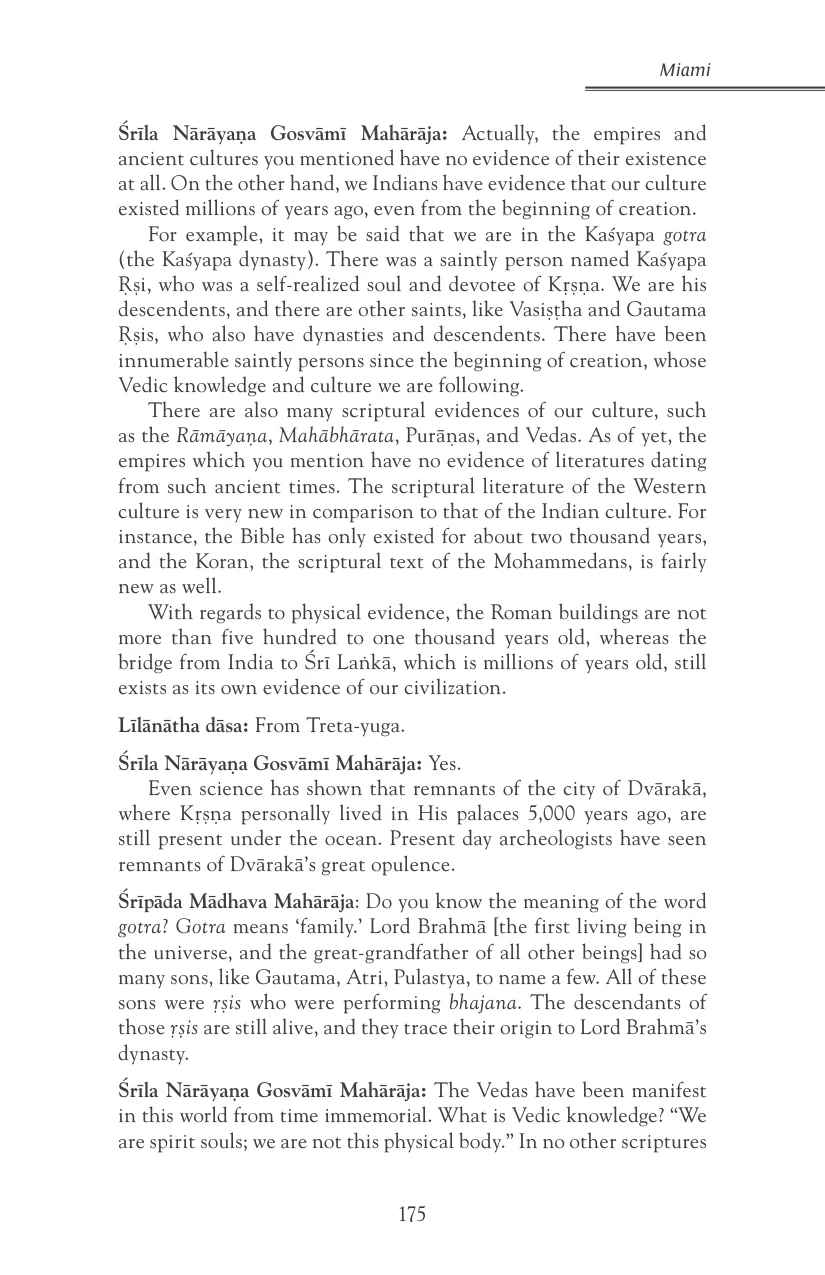 Miami
Śrīla Nārāyaṇa Gosvāmī Mahārāja: Actually, the empires and
ancient cultures you mentioned have no evidence of their existence
at all. On the other hand, we Indians have evidence that our culture
existed millions of years ago, even from the beginning of creation.
For example, it may be said that we are in the Kaśyapa gotra
(the Kaśyapa dynasty). There was a saintly person named Kaśyapa
Ṛṣi, who was a self-realized soul and devotee of Kṛṣṇa. We are his
descendents, and there are other saints, like Vasiṣṭha and Gautama
Ṛṣis, who also have dynasties and descendents. There have been
innumerable saintly persons since the beginning of creation, whose
Vedic knowledge and culture we are following.
There are also many scriptural evidences of our culture, such
as the Rāmāyaṇa, Mahābhārata, Purāṇas, and Vedas. As of yet, the
empires which you mention have no evidence of literatures dating
from such ancient times. The scriptural literature of the Western
culture is very new in comparison to that of the Indian culture. For
instance, the Bible has only existed for about two thousand years,
and the Koran, the scriptural text of the Mohammedans, is fairly
new as well.
With regards to physical evidence, the Roman buildings are not
more than five hundred to one thousand years old, whereas the
bridge from India to Śrī Laṅkā, which is millions of years old, still
exists as its own evidence of our civilization.
Līlānātha dāsa: From Treta-yuga.
Śrīla Nārāyaṇa Gosvāmī Mahārāja: Yes.
Even science has shown that remnants of the city of Dvārakā,
where Kṛṣṇa personally lived in His palaces 5,000 years ago, are
still present under the ocean. Present day archeologists have seen
remnants of Dvārakā’s great opulence.
Śrīpāda Mādhava Mahārāja: Do you know the meaning of the word
gotra? Gotra means ‘family.’ Lord Brahmā [the first living being in
the universe, and the great-grandfather of all other beings] had so
many sons, like Gautama, Atri, Pulastya, to name a few. All of these
sons were ṛṣis who were performing bhajana. The descendants of
those ṛṣis are still alive, and they trace their origin to Lord Brahmā’s
dynasty.
Śrīla Nārāyaṇa Gosvāmī Mahārāja: The Vedas have been manifest
in this world from time immemorial. What is Vedic knowledge? “We
are spirit souls; we are not this physical body.” In no other scriptures
175